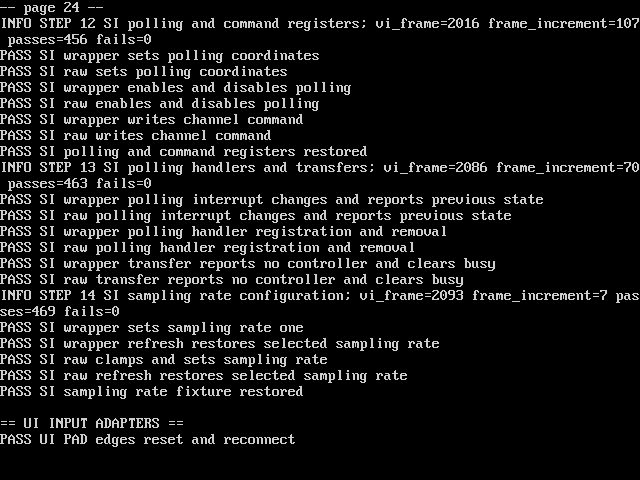 -- page 24 --
INFO STEP 12 SI polling and command registers; vi_frame=2016 frame_increment=107
 passes=456 fails=0
PASS SI wrapper sets polling coordinates
PASS SI raw sets polling coordinates
PASS SI wrapper enables and disables polling
PASS SI raw enables and disables polling
PASS SI wrapper writes channel command
PASS SI raw writes channel command
PASS SI polling and command registers restored
INFO STEP 13 SI polling handlers and transfers; vi_frame=2086 frame_increment=70
 passes=463 fails=0
PASS SI wrapper polling interrupt changes and reports previous state
PASS SI raw polling interrupt changes and reports previous state
PASS SI wrapper polling handler registration and removal
PASS SI raw polling handler registration and removal
PASS SI wrapper transfer reports no controller and clears busy
PASS SI raw transfer reports no controller and clears busy
INFO STEP 14 SI sampling rate configuration; vi_frame=2093 frame_increment=7 pas
ses=469 fails=0
PASS SI wrapper sets sampling rate one
PASS SI wrapper refresh restores selected sampling rate
PASS SI raw clamps and sets sampling rate
PASS SI raw refresh restores selected sampling rate
PASS SI sampling rate fixture restored

== UI INPUT ADAPTERS ==
PASS UI PAD edges reset and reconnect